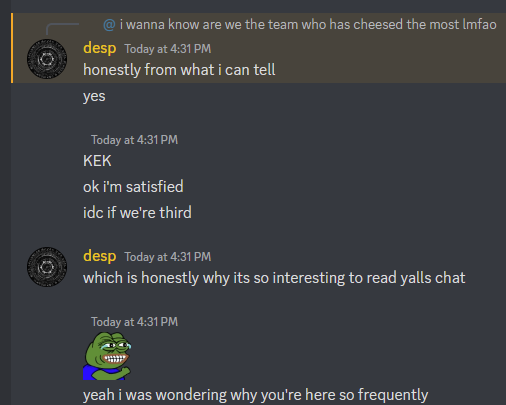 @ i wanna know are we the team who has cheesed the most lmfao
desp Today at 4:31 PM
honestly from what i can tell
yes
Today at 4:31 PM
KEK
ok i'm satisfied
idc if we're third
desp Today at 4:31 PM
which is honestly why its so interesting to read yalls chat
Today at 4:31 PM
yeah i was wondering why you're here so frequently